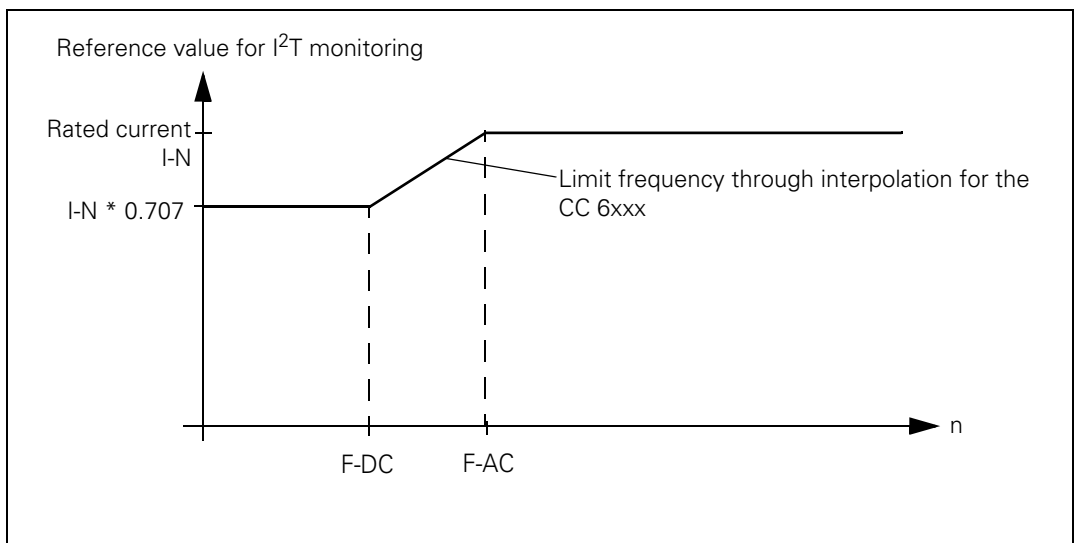 Reference value for I²T monitoring
Rated current
I-N
I-N * 0.707
Limit frequency through interpolation for the
CC 6xxx
n
F-DC
F-AC